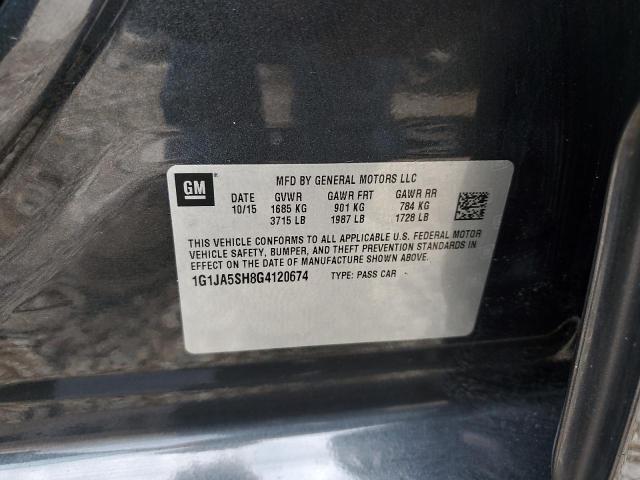 GM
MFD BY GENERAL MOTORS LLC
DATE GVWR GAWR FRT GAWR RR
10/15 1685 KG 901 KG 784 KG
3715 LB 1987 LB 1728 LB
THIS VEHICLE CONFORMS TO ALL APPLICABLE U.S. FEDERAL MOTOR
VEHICLE SAFETY, BUMPER, AND THEFT PREVENTION STANDARDS IN
EFFECT ON THE DATE OF MANUFACTURE SHOWN ABOVE.
1G1JA5SH8G4120674 TYPE: PASS CAR